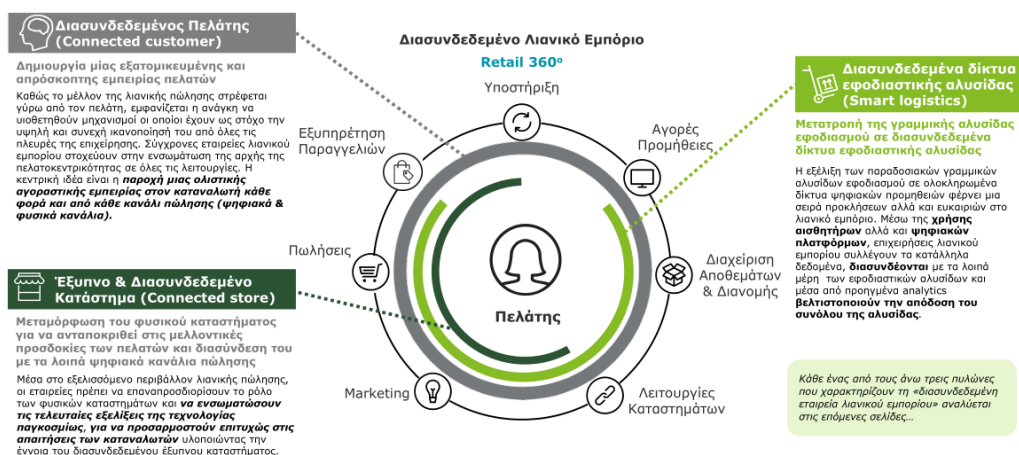 Διασυνδεδεμένος Πελάτης
(Connected customer)
Δημιουργία μίας εξατομικευμένης και
απρόσκοπτης εμπειρίας πελατών
Καθώς το μέλλον της λιανικής πώλησης στρέφεται
γύρω από τον πελάτη, εμφανίζεται η ανάγκη να
υιοθετηθούν μηχανισμοί οι οποίοι έχουν ως στόχο την
υψηλή και συνεχή ικανοποίησή του από όλες τις
πλευρές της επιχείρησης. Σύγχρονες εταιρείες λιανικού
εμπορίου στοχεύουν στην ενσωμάτωση της αρχής της
πελατοκεντρικότητας σε όλες τις λειτουργίες. Η
κεντρική ιδέα είναι η παροχή μιας ολιστικής
αγοραστικής εμπειρίας στον καταναλωτή κάθε
φορά και από κάθε κανάλι πώλησης (ψηφιακά &
φυσικά κανάλια).
Έξυπνο & Διασυνδεδεμένο
Κατάστημα (Connected store)
Μεταμόρφωση του φυσικού καταστήματος
για να ανταποκριθεί στις μελλοντικές
προσδοκίες των πελατών και διασύνδεση του
με τα λοιπά ψηφιακά κανάλια πώλησης
Μέσα στο εξελισσόμενο περιβάλλον λιανικής πώλησης,
οι εταιρείες πρέπει να επαναπροσδιορίσουν το ρόλο
των φυσικών καταστημάτων και να ενσωματώσουν
τις τελευταίες εξελίξεις της τεχνολογίας
παγκοσμίως, για να προσαρμοστούν επιτυχώς στις
απαιτήσεις των καταναλωτών υλοποιώντας την
έννοια του διασυνδεδεμένου έξυπνου καταστήματος.
Διασυνδεδεμένο Λιανικό Εμπόριο
Retail 360º
Υποστήριξη
Αγορές
Προμήθειες
Διαχείριση
Αποθεμάτων
& Διανομής
Λειτουργίες
Καταστημάτων
Marketing
Πωλήσεις
Εξυπηρέτηση
Παραγγελιών
Πελάτης
Διασυνδεδεμένα δίκτυα
εφοδιαστικής αλυσίδας
(Smart logistics)
Μετατροπή της γραμμικής αλυσίδας
εφοδιασμού σε διασυνδεδεμένα
δίκτυα εφοδιαστικής αλυσίδας
Η εξέλιξη των παραδοσιακών γραμμικών
αλυσίδων εφοδιασμού σε ολοκληρωμένα
δίκτυα ψηφιακών προμηθειών φέρνει μια
σειρά προκλήσεων αλλά και ευκαιριών στο
λιανικό εμπόριο. Μέσω της χρήσης
αισθητήρων αλλά και ψηφιακών
πλατφόρμων, επιχειρήσεις λιανικού
εμπορίου συλλέγουν τα κατάλληλα
δεδομένα, διασυνδέονται με τα λοιπά
μέρη των εφοδιαστικών αλυσίδων και
μέσα από προηγμένα analytics
βελτιστοποιούν την απόδοση του
συνόλου της αλυσίδας.
Κάθε ένας από τους άνω τρεις πυλώνες
που χαρακτηρίζουν τη «διασυνδεδεμένη
εταιρεία λιανικού εμπορίου» αναλύεται
στις επόμενες σελίδες...